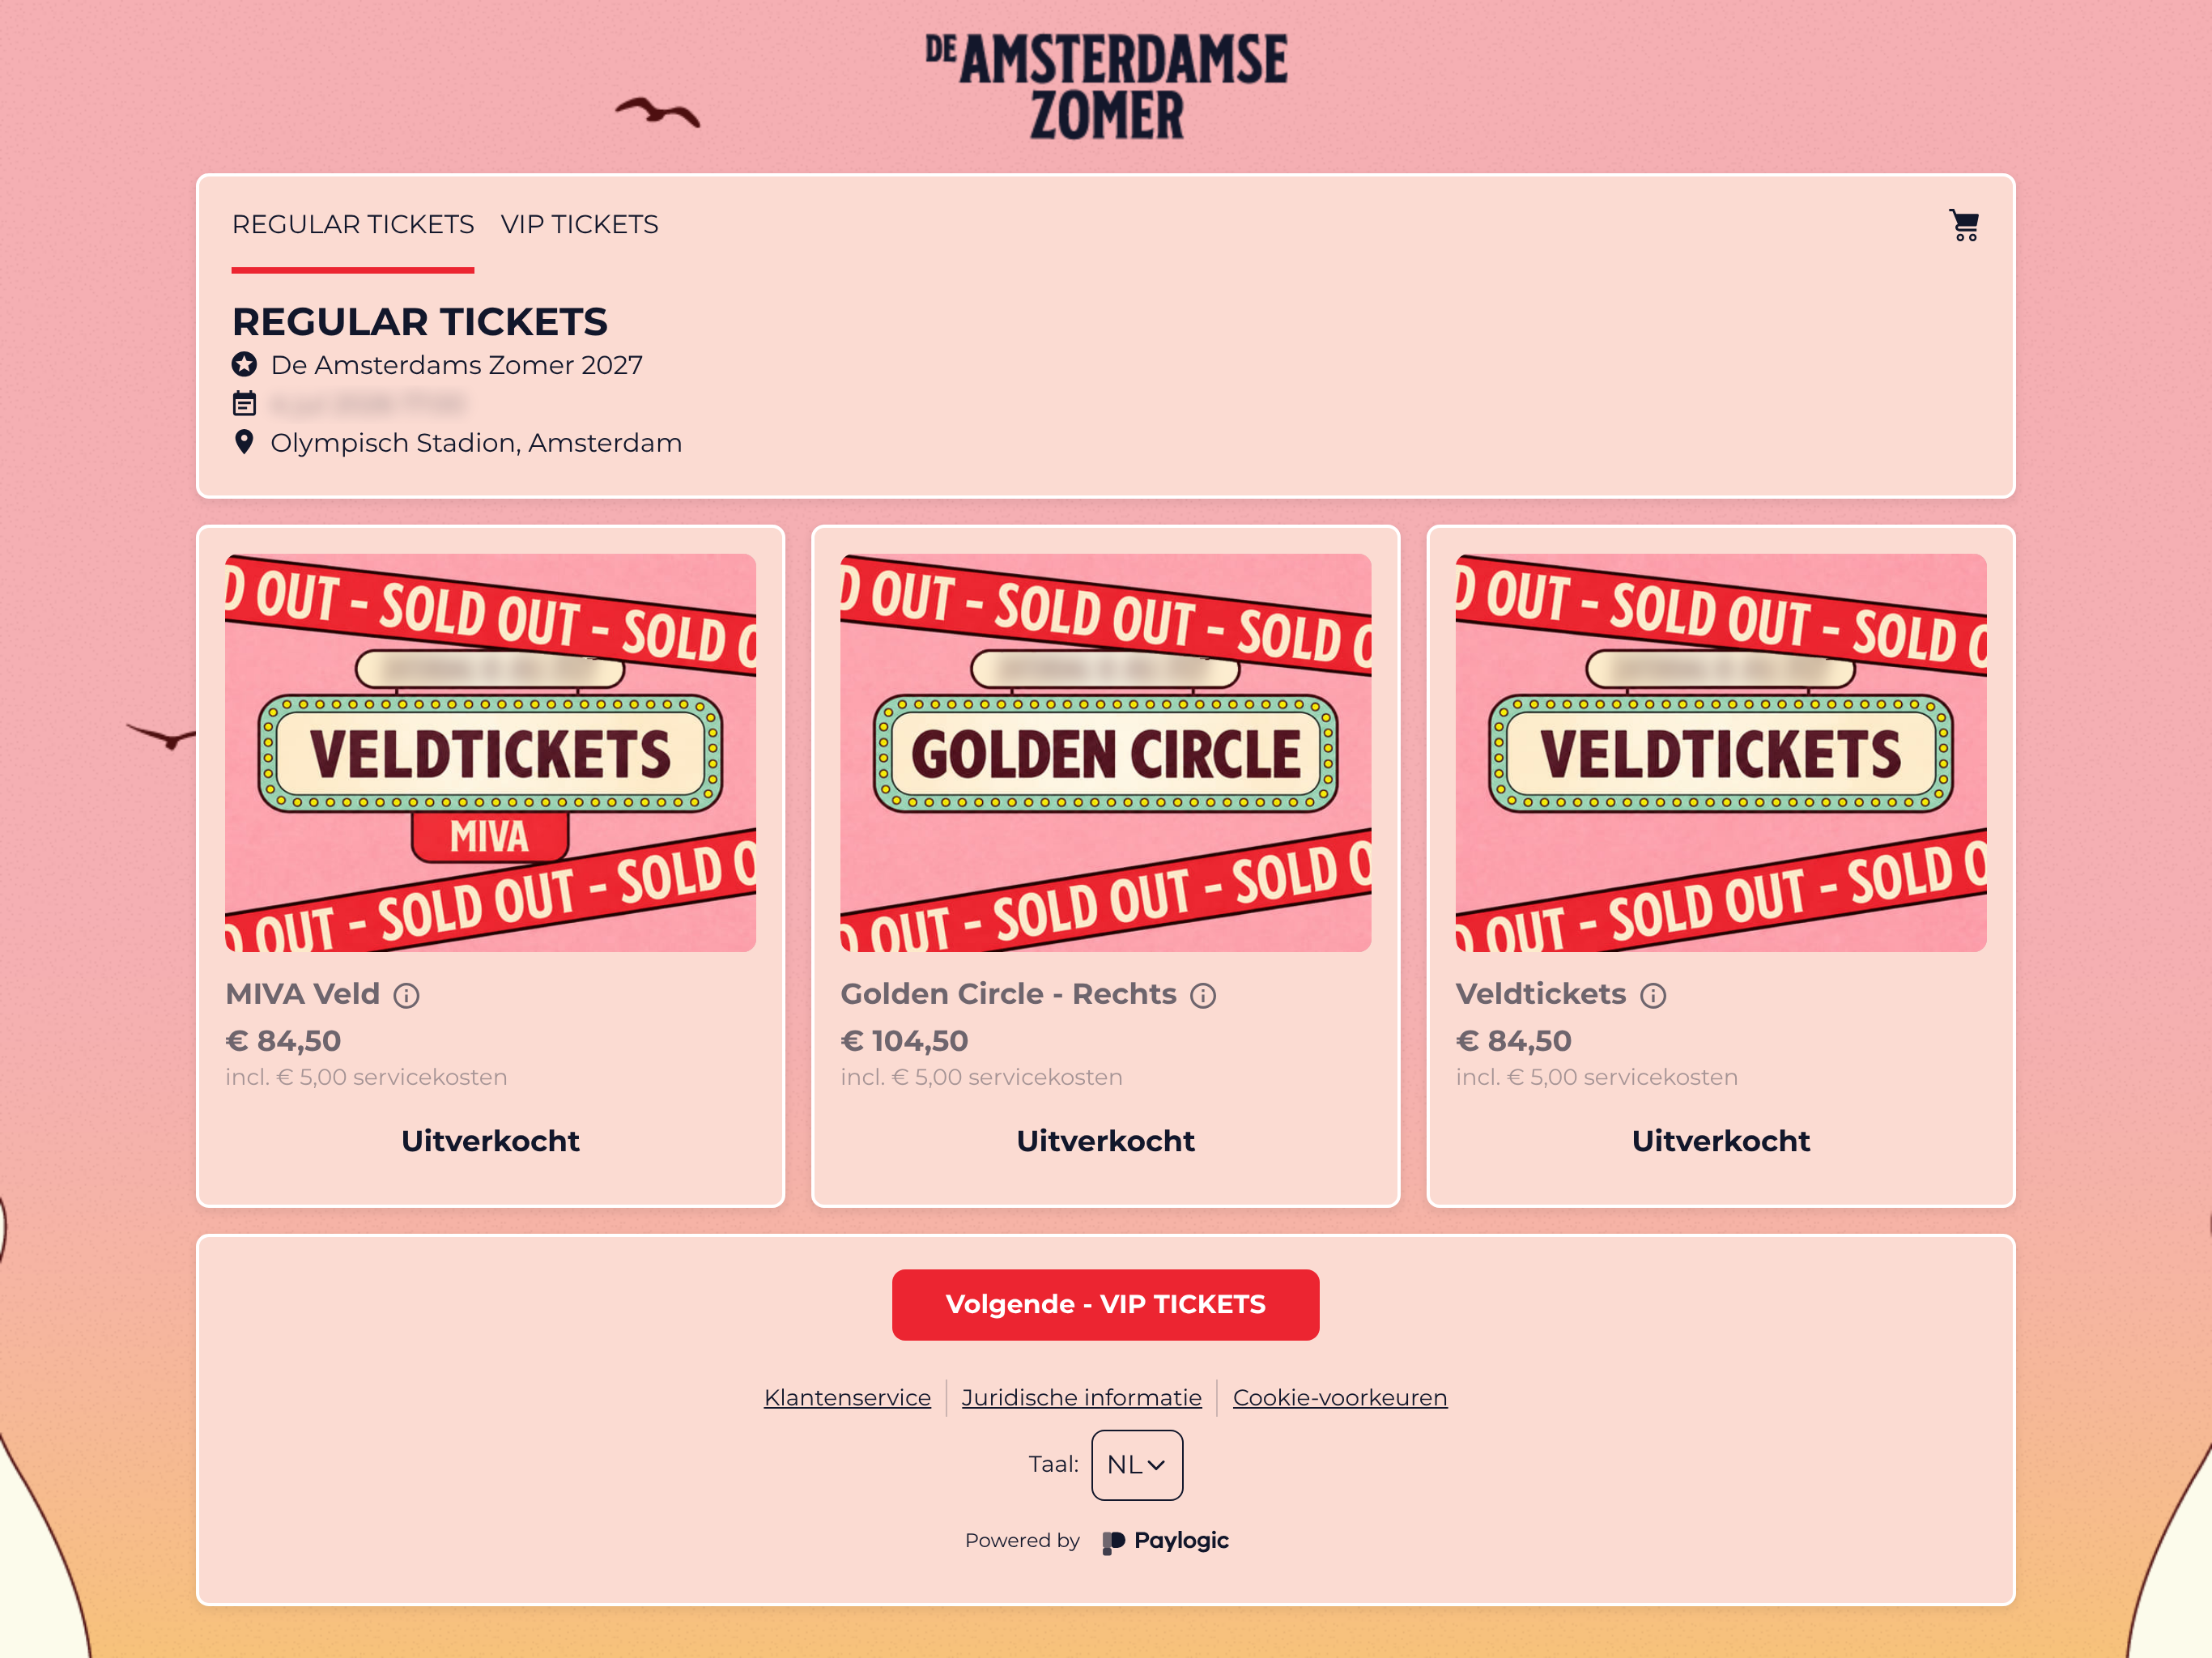 DE AMSTERDAMSE
ZOMER
REGULAR TICKETS VIP TICKETS
REGULAR TICKETS
De Amsterdams Zomer 2027
Olympisch Stadion, Amsterdam
D OUT - SOLD OUT - SOLD O
VELDTICKETS
MIVA
D OUT - SOLD OUT - SOLD O
MIVA Veld
€ 84,50
incl. € 5,00 servicekosten
Uitverkocht
D OUT - SOLD OUT - SOLD O
GOLDEN CIRCLE
D OUT - SOLD OUT - SOLD O
Golden Circle - Rechts
€ 104,50
incl. € 5,00 servicekosten
Uitverkocht
D OUT - SOLD OUT - SOLD O
VELDTICKETS
D OUT - SOLD OUT - SOLD O
Veldtickets
€ 84,50
incl. € 5,00 servicekosten
Uitverkocht
Volgende - VIP TICKETS
Klantenservice Juridische informatie Cookie-voorkeuren
Taal: NL
Powered by Paylogic